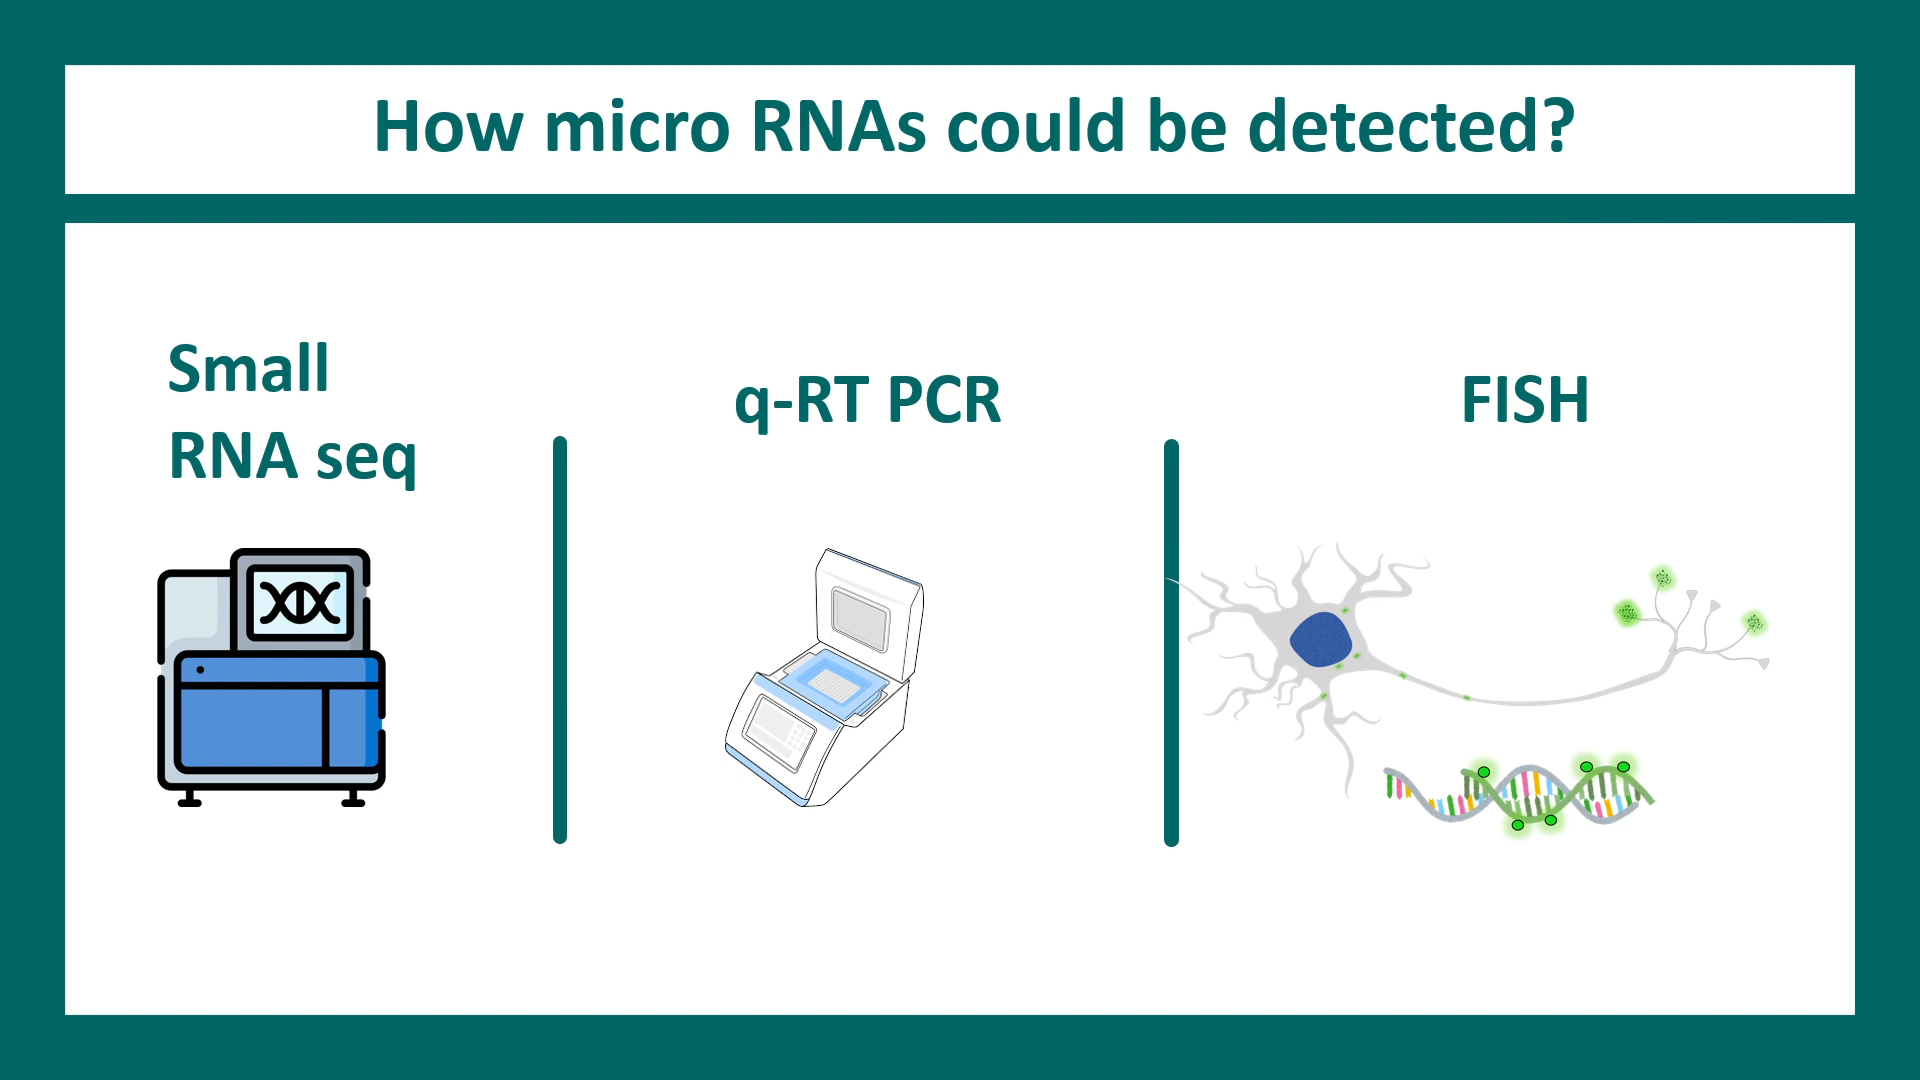 How micro RNAs could be detected?
Small
RNA seq
q-RT PCR
FISH